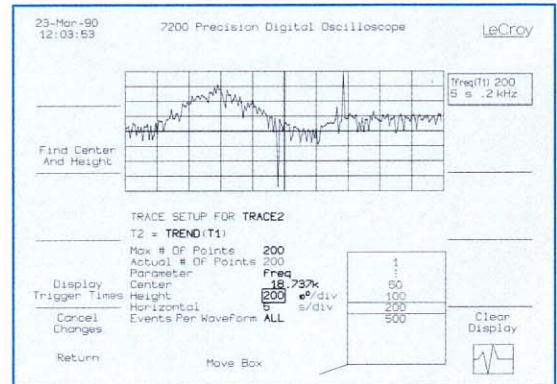 23-Mar-90
12:03:53
7200 Precision Digital Oscilloscope
LeCroy
Tfreq(T1) 200
5 s .2 kHz
Find Center
And Height
TRACE SETUP FOR TRACE2
T2 = TREND(T1)
Max # Of Points 200
Actual # Of Points 200
Parameter Freq
Center 18.737k
Height 200 e⁰/div
Horizontal 5 s/div
Events Per Waveform ALL
Display
Trigger Times
Cancel
Changes
Return
Move Box
1
⋮
50
100
200
500
Clear
Display